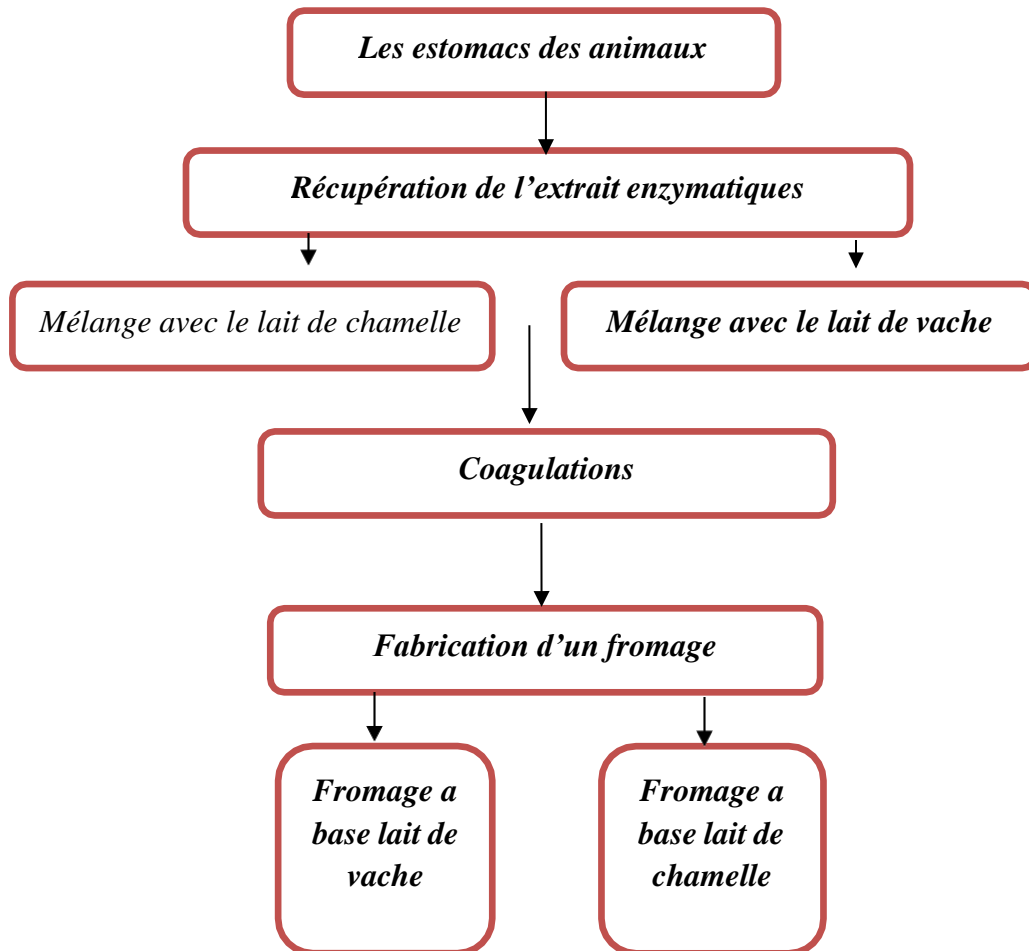 Les estomacs des animaux
Récupération de l’extrait enzymatiques
Mélange avec le lait de chamelle
Mélange avec le lait de vache
Coagulations
Fabrication d’un fromage
Fromage a
base lait de
vache
Fromage a
base lait de
chamelle